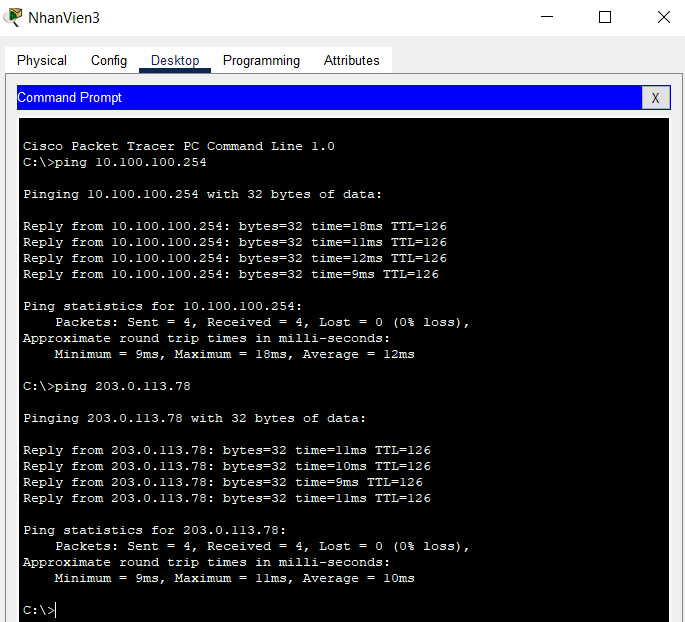 NhanVien3
Physical Config Desktop Programming Attributes
Command Prompt X
Cisco Packet Tracer PC Command Line 1.0
C:\>ping 10.100.100.254
Pinging 10.100.100.254 with 32 bytes of data:
Reply from 10.100.100.254: bytes=32 time=18ms TTL=126
Reply from 10.100.100.254: bytes=32 time=11ms TTL=126
Reply from 10.100.100.254: bytes=32 time=12ms TTL=126
Reply from 10.100.100.254: bytes=32 time=9ms TTL=126
Ping statistics for 10.100.100.254:
Packets: Sent = 4, Received = 4, Lost = 0 (0% loss),
Approximate round trip times in milli-seconds:
Minimum = 9ms, Maximum = 18ms, Average = 12ms
C:\>ping 203.0.113.78
Pinging 203.0.113.78 with 32 bytes of data:
Reply from 203.0.113.78: bytes=32 time=11ms TTL=126
Reply from 203.0.113.78: bytes=32 time=10ms TTL=126
Reply from 203.0.113.78: bytes=32 time=9ms TTL=126
Reply from 203.0.113.78: bytes=32 time=11ms TTL=126
Ping statistics for 203.0.113.78:
Packets: Sent = 4, Received = 4, Lost = 0 (0% loss),
Approximate round trip times in milli-seconds:
Minimum = 9ms, Maximum = 11ms, Average = 10ms
C:\>